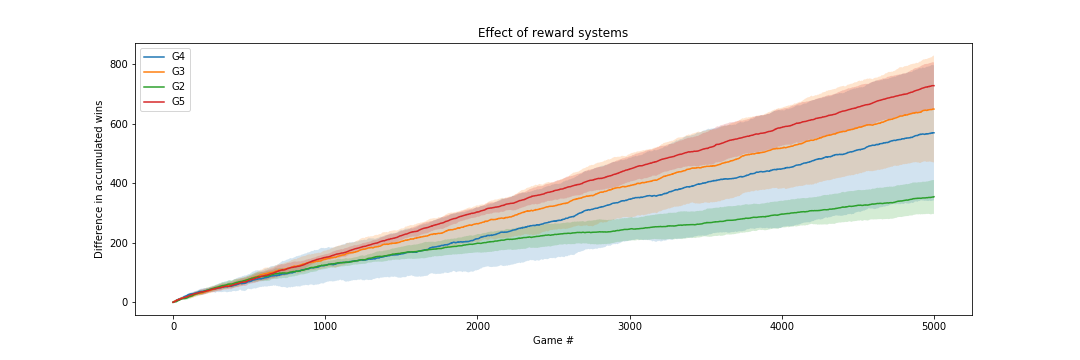 Effect of reward systems
G4
G3
G2
G5
Difference in accumulated wins
800
600
400
200
0
0 1000 2000 3000 4000 5000
Game #